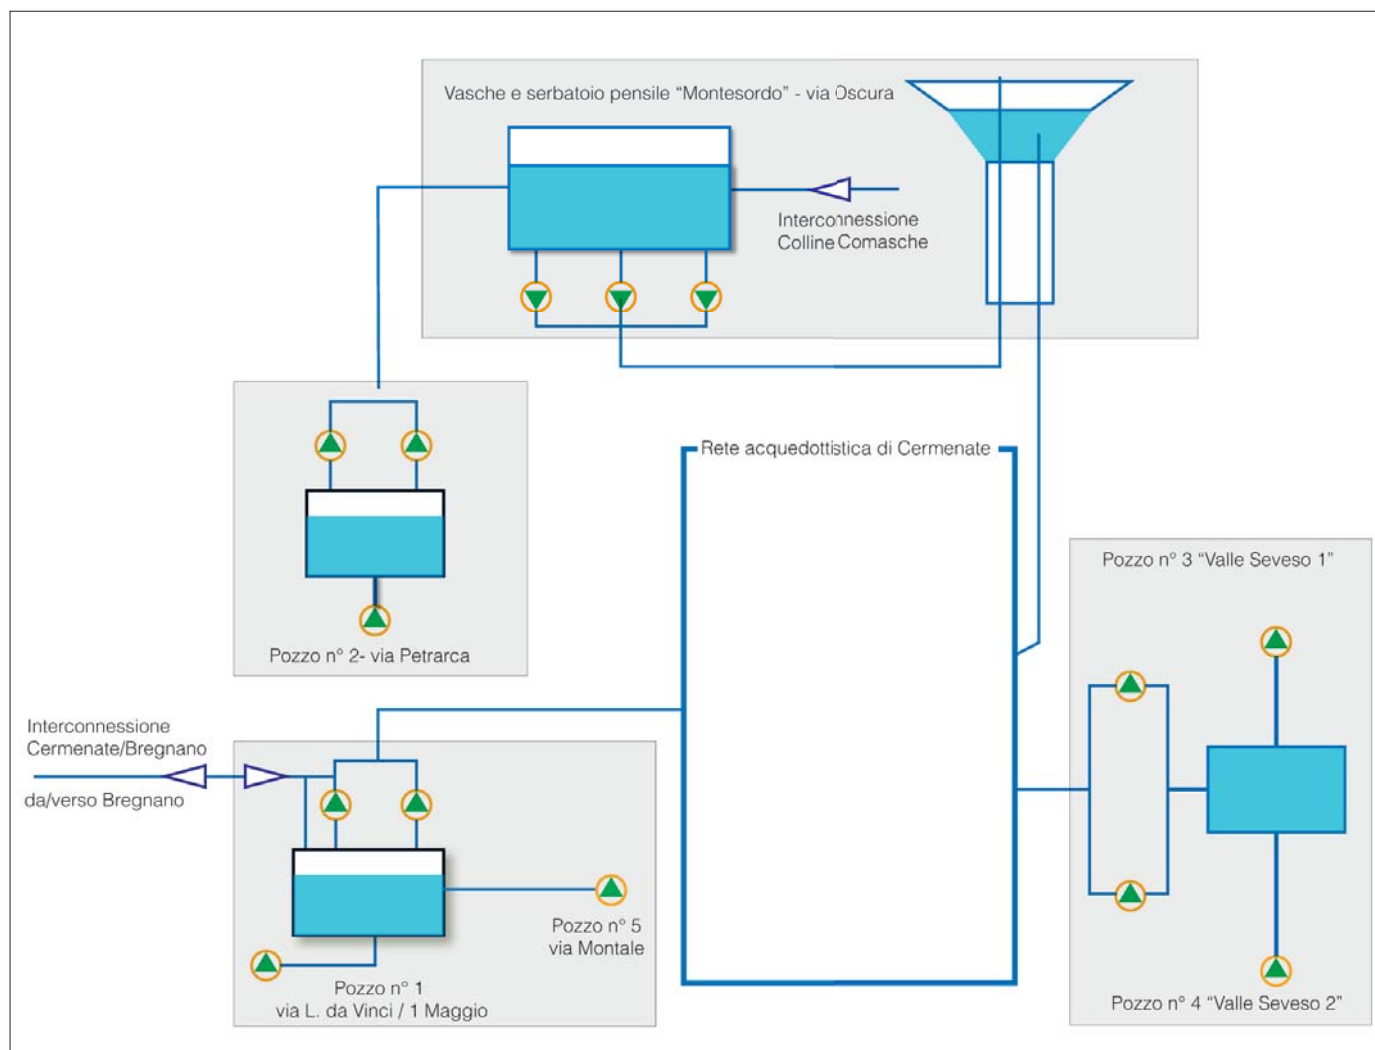 Vasche e serbatoio pensile “Montesordo” - via Oscura
Interconnessione
Colline Comasche
Rete acquedottistica di Cermenate
Pozzo n° 3 “Valle Seveso 1”
Pozzo n° 2- via Petrarca
Interconnessione
Cermenate/Bregnano
da/verso Bregnano
Pozzo n° 5
via Montale
Pozzo n° 1
via L. da Vinci / 1 Maggio
Pozzo n° 4 “Valle Seveso 2”